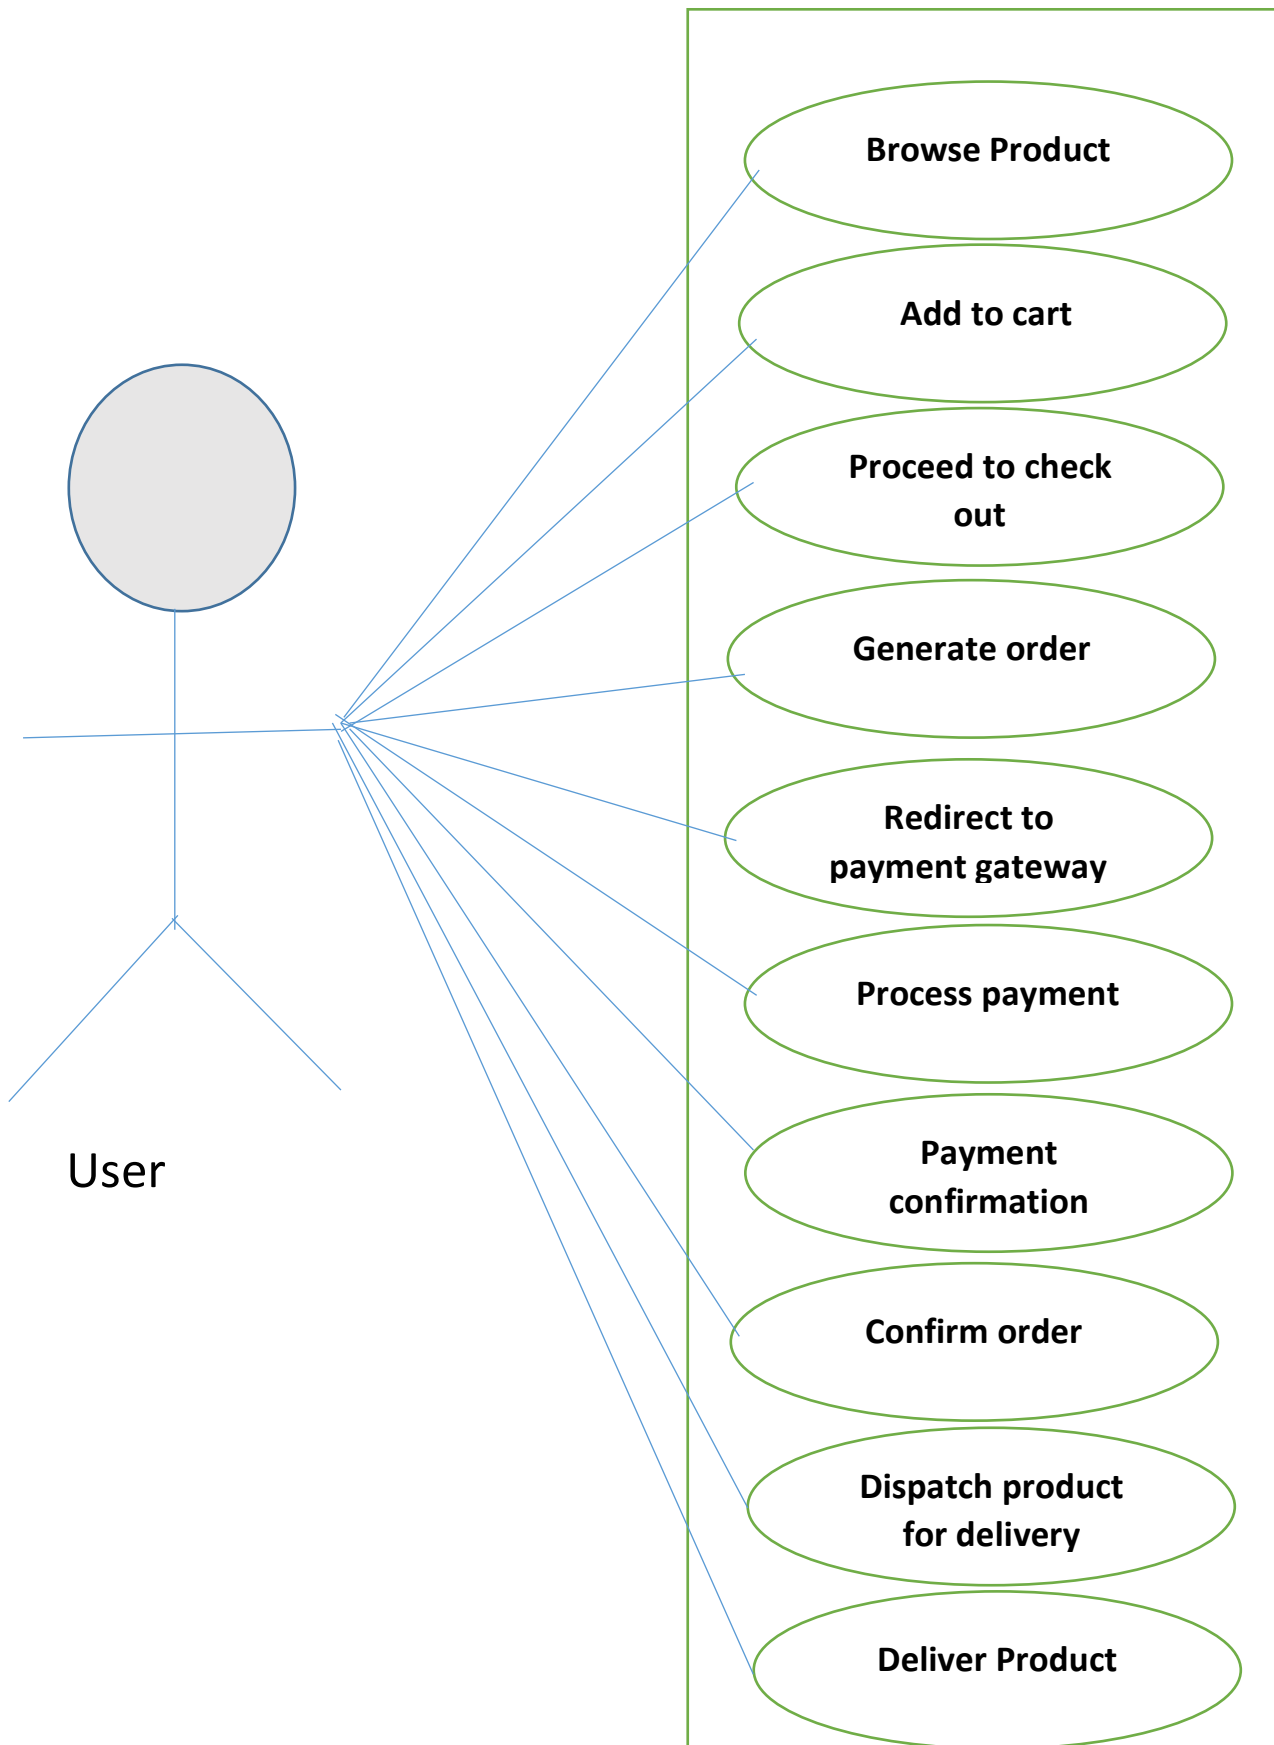 Browse Product
Add to cart
Proceed to check
out
Generate order
Redirect to
payment gateway
Process payment
Payment
confirmation
User
Confirm order
Dispatch product
for delivery
Deliver Product